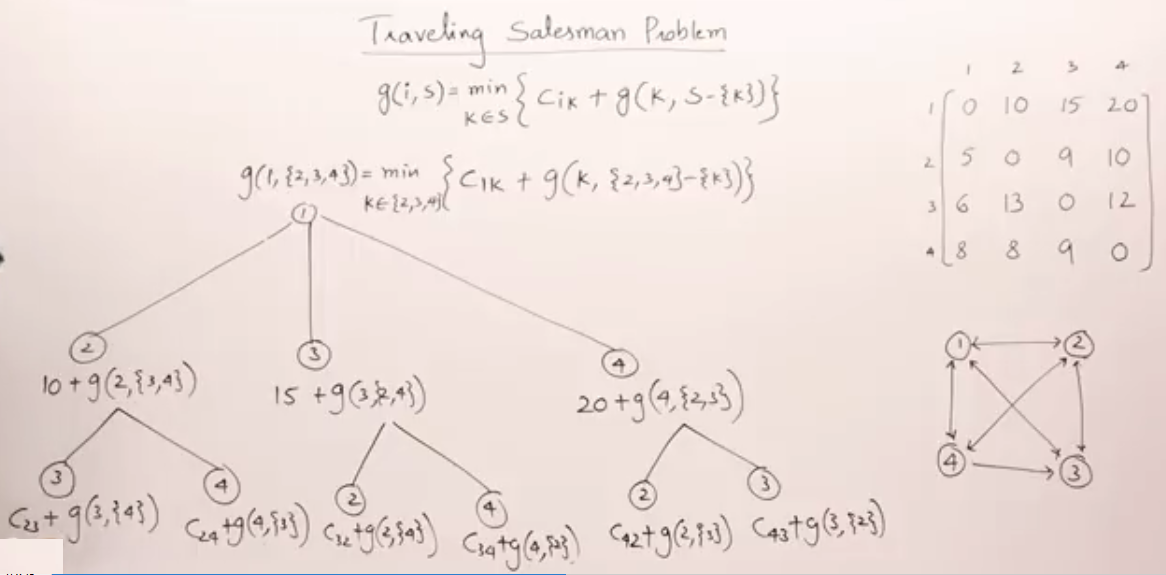 Traveling Salesman Problem
g(i,s)= min { Cik + g(k, S-{k})}
K∈S
g(1,{2,3,4})= min { C1k + g(k, {2,3,4}-{k})}
K∈{2,3,4}
1
2 3 4
10+g(2,{3,4}) 15 +g(3,{2,4}) 20+g(4,{2,3})
3 4 2 4 2 3
C23+ g(3,{4}) C24+g(4,{3}) C32+g(2,{4}) C34+g(4,{2}) C42+g(2,{3}) C43+g(3,{2})
1 2 3 4
1 0 10 15 20
2 5 0 9 10
3 6 13 0 12
4 8 8 9 0
1 2
4 3